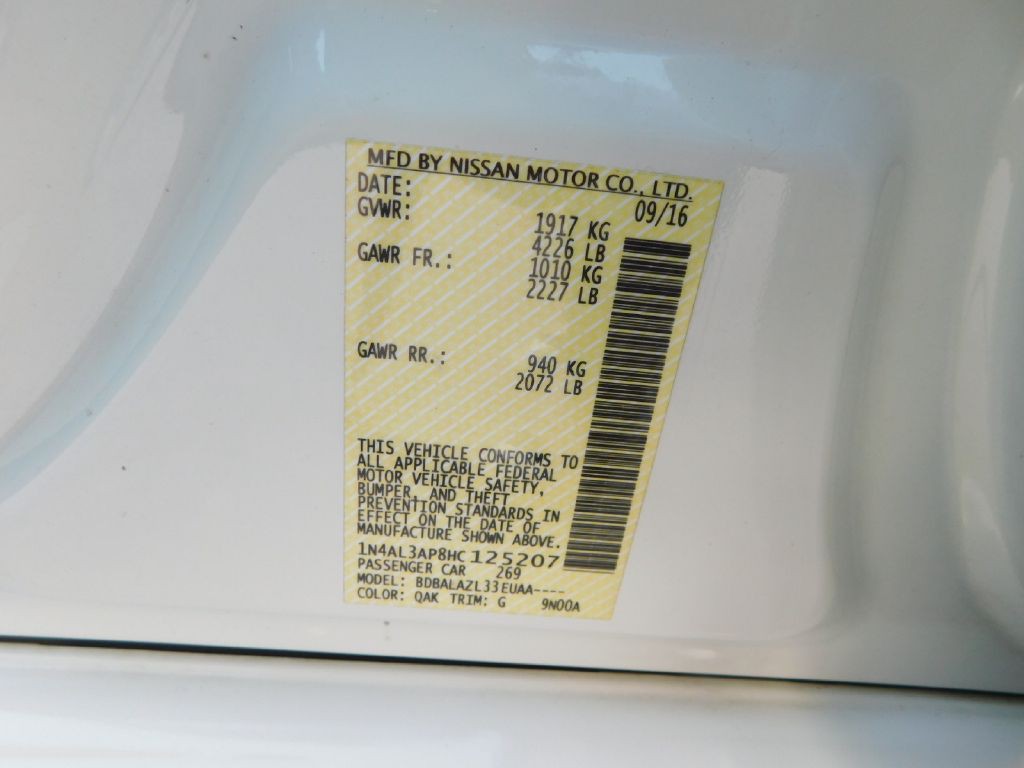 MFD BY NISSAN MOTOR CO., LTD.
DATE: 09/16
GVWR: 1917 KG
4226 LB
GAWR FR.: 1010 KG
2227 LB
GAWR RR.: 940 KG
2072 LB
THIS VEHICLE CONFORMS TO
ALL APPLICABLE FEDERAL
MOTOR VEHICLE SAFETY,
BUMPER, AND THEFT
PREVENTION STANDARDS IN
EFFECT ON THE DATE OF
MANUFACTURE SHOWN ABOVE.
1N4AL3AP8HC125207
PASSENGER CAR 269
MODEL: BDBALAZL33EUAA----
COLOR: QAK TRIM: G 9N00A